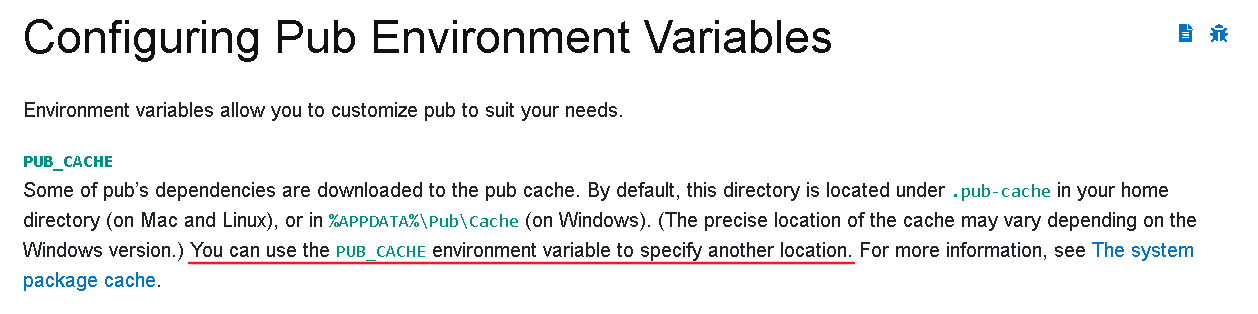 Configuring Pub Environment Variables
Environment variables allow you to customize pub to suit your needs.
PUB_CACHE
Some of pub's dependencies are downloaded to the pub cache. By default, this directory is located under .pub-cache in your home
directory (on Mac and Linux), or in %APPDATA%\Pub\Cache (on Windows). (The precise location of the cache may vary depending on the
Windows version.) You can use the PUB_CACHE environment variable to specify another location. For more information, see The system
package cache.